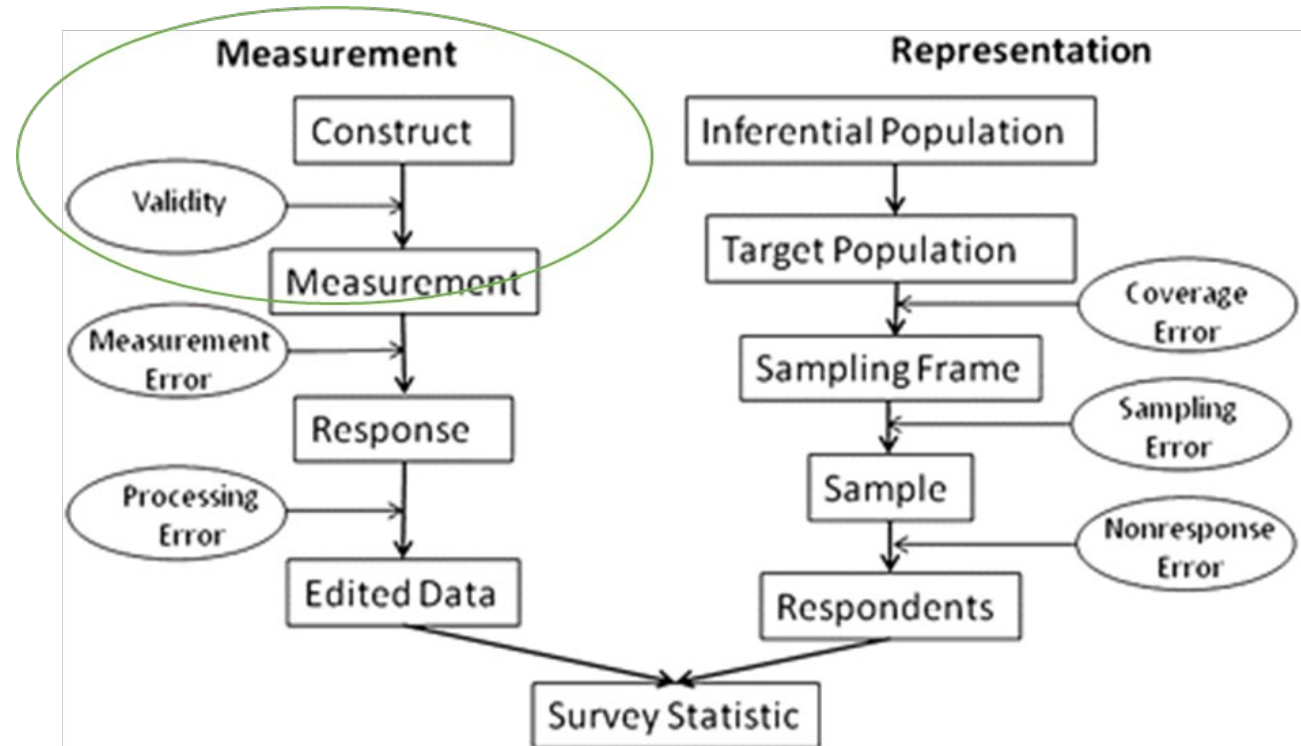 Measurement
Construct
Validity
Measurement
Measurement
Error
Response
Processing
Error
Edited Data
Representation
Inferential Population
Target Population
Coverage
Error
Sampling Frame
Sampling
Error
Sample
Nonresponse
Error
Respondents
Survey Statistic